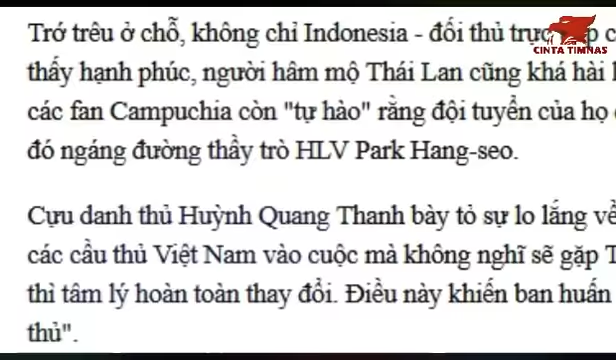 Trớ trêu ở chỗ, không chỉ Indonesia - đối thủ trực
thấy hạnh phúc, người hâm mộ Thái Lan cũng khá hài
các fan Campuchia còn "tự hào" rằng đội tuyển của họ
đó ngáng đường thầy trò HLV Park Hang-seo.
Cựu danh thủ Huỳnh Quang Thanh bày tỏ sự lo lắng về
các cầu thủ Việt Nam vào cuộc mà không nghĩ sẽ gặp T
thì tâm lý hoàn toàn thay đổi. Điều này khiến ban huấn
thủ".
CINTA TIMNAS